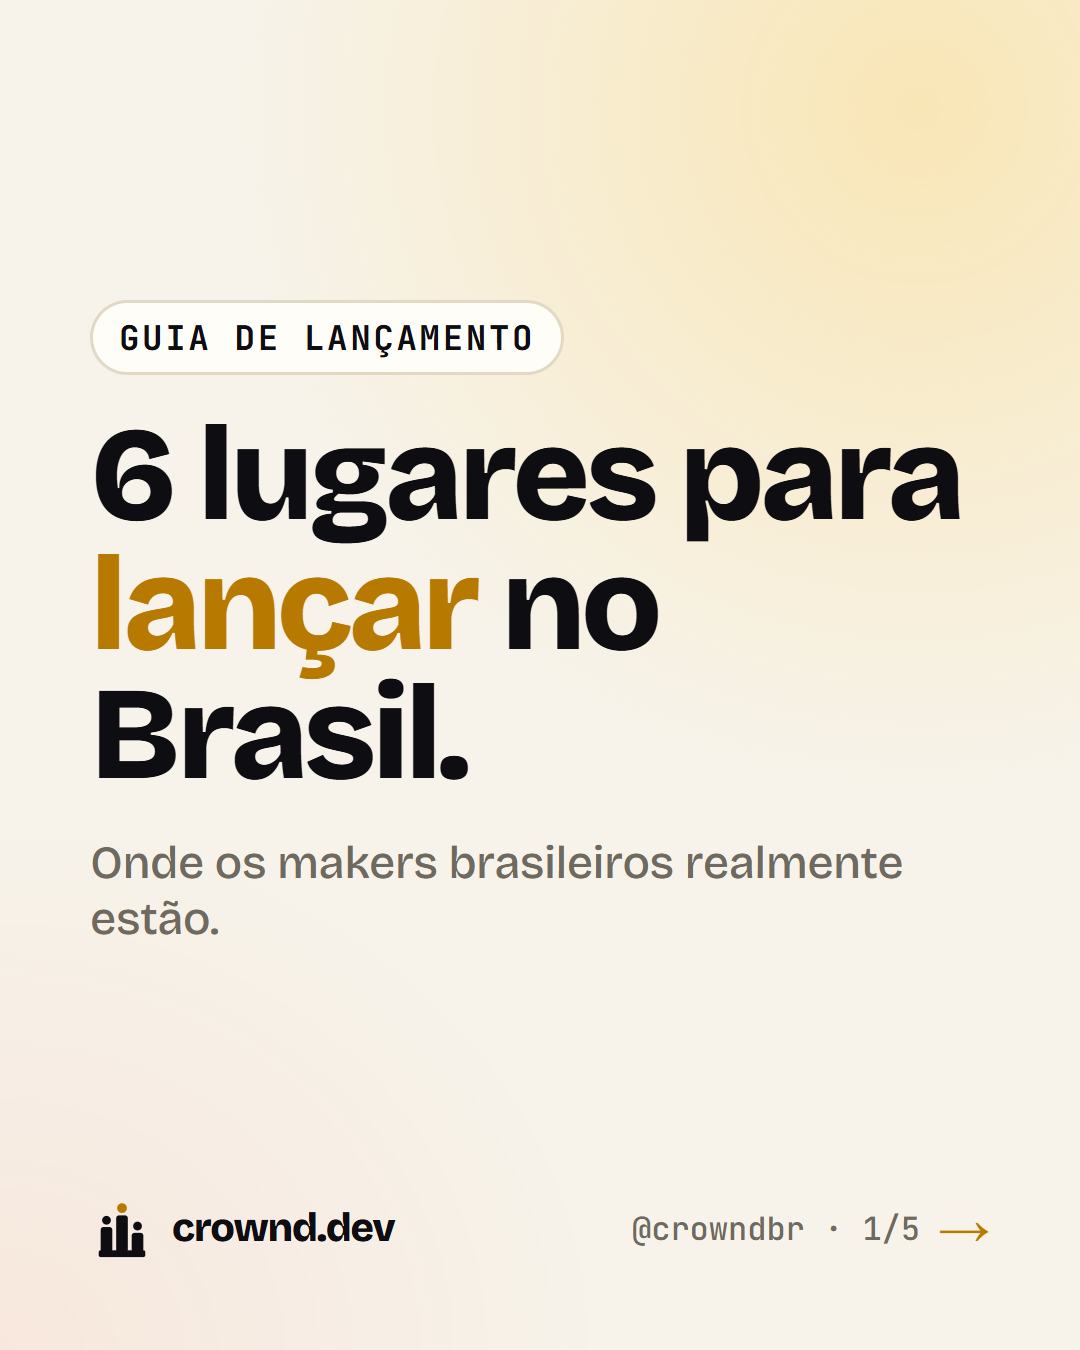 GUIA DE LANÇAMENTO
6 lugares para
lançar no
Brasil.
Onde os makers brasileiros realmente
estão.
crownd.dev
@crowndbr · 1/5 →